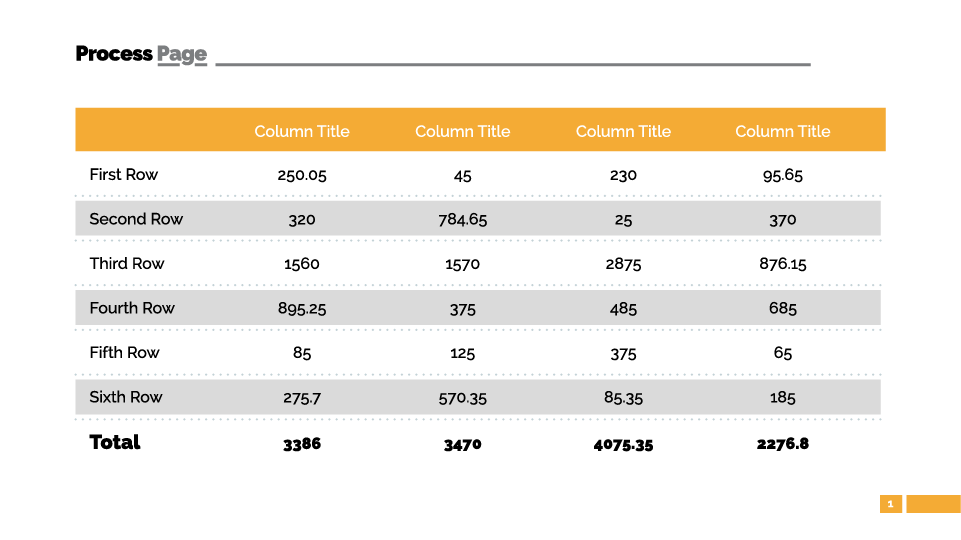 Process Page
Column Title Column Title Column Title Column Title
First Row 250.05 45 230 95.65
Second Row 320 784.65 25 370
Third Row 1560 1570 2875 876.15
Fourth Row 895.25 375 485 685
Fifth Row 85 125 375 65
Sixth Row 275.7 570.35 85.35 185
Total 3386 3470 4075.35 2276.8
1